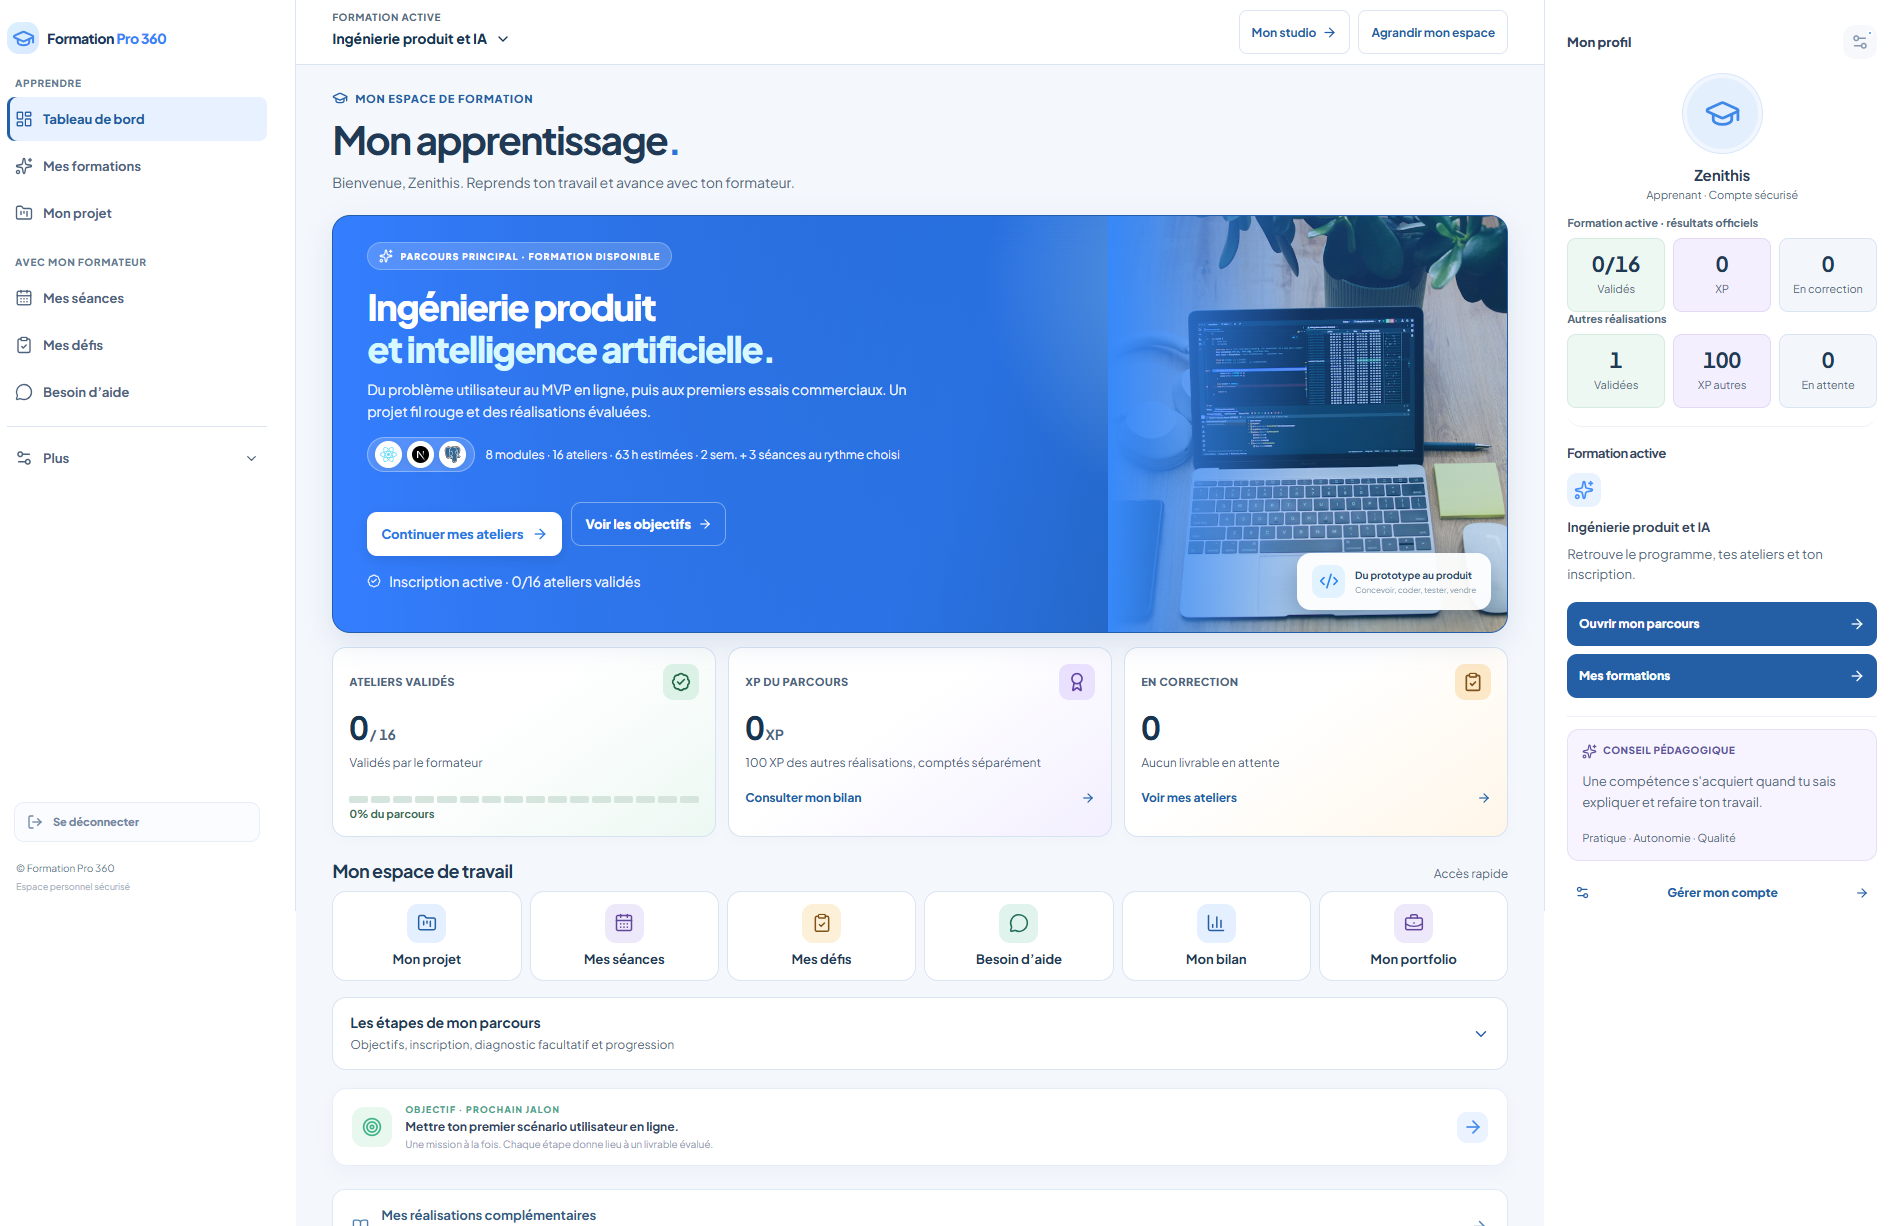 Formation Pro 360
APPRENDRE
Tableau de bord
Mes formations
Mon projet
AVEC MON FORMATEUR
Mes séances
Mes défis
Besoin d’aide
Plus
Se déconnecter
© Formation Pro 360
Espace personnel sécurisé
FORMATION ACTIVE
Ingénierie produit et IA
Mon studio
Agrandir mon espace
MON ESPACE DE FORMATION
Mon apprentissage.
Bienvenue, Zenithis. Reprends ton travail et avance avec ton formateur.
PARCOURS PRINCIPAL · FORMATION DISPONIBLE
Ingénierie produit
et intelligence artificielle.
Du problème utilisateur au MVP en ligne, puis aux premiers essais commerciaux. Un
projet fil rouge et des réalisations évaluées.
N
8 modules · 16 ateliers · 63 h estimées · 2 sem. + 3 séances au rythme choisi
Continuer mes ateliers
Voir les objectifs
Inscription active · 0/16 ateliers validés
Du prototype au produit
Concevoir, coder, tester, vendre
ATELIERS VALIDÉS
0 / 16
Validés par le formateur
0% du parcours
XP DU PARCOURS
0 XP
100 XP des autres réalisations, comptés séparément
Consulter mon bilan
EN CORRECTION
0
Aucun livrable en attente
Voir mes ateliers
Mon espace de travail
Accès rapide
Mon projet
Mes séances
Mes défis
Besoin d’aide
Mon bilan
Mon portfolio
Les étapes de mon parcours
Objectifs, inscription, diagnostic facultatif et progression
OBJECTIF · PROCHAIN JALON
Mettre ton premier scénario utilisateur en ligne.
Une mission à la fois. Chaque étape donne lieu à un livrable évalué.
Mes réalisations complémentaires
Mon profil
Zenithis
Apprenant · Compte sécurisé
Formation active · résultats officiels
0/16
Validés
0
XP
0
En correction
Autres réalisations
1
Validées
100
XP autres
0
En attente
Formation active
Ingénierie produit et IA
Retrouve le programme, tes ateliers et ton
inscription.
Ouvrir mon parcours
Mes formations
CONSEIL PÉDAGOGIQUE
Une compétence s'acquiert quand tu sais
expliquer et refaire ton travail.
Pratique · Autonomie · Qualité
Gérer mon compte